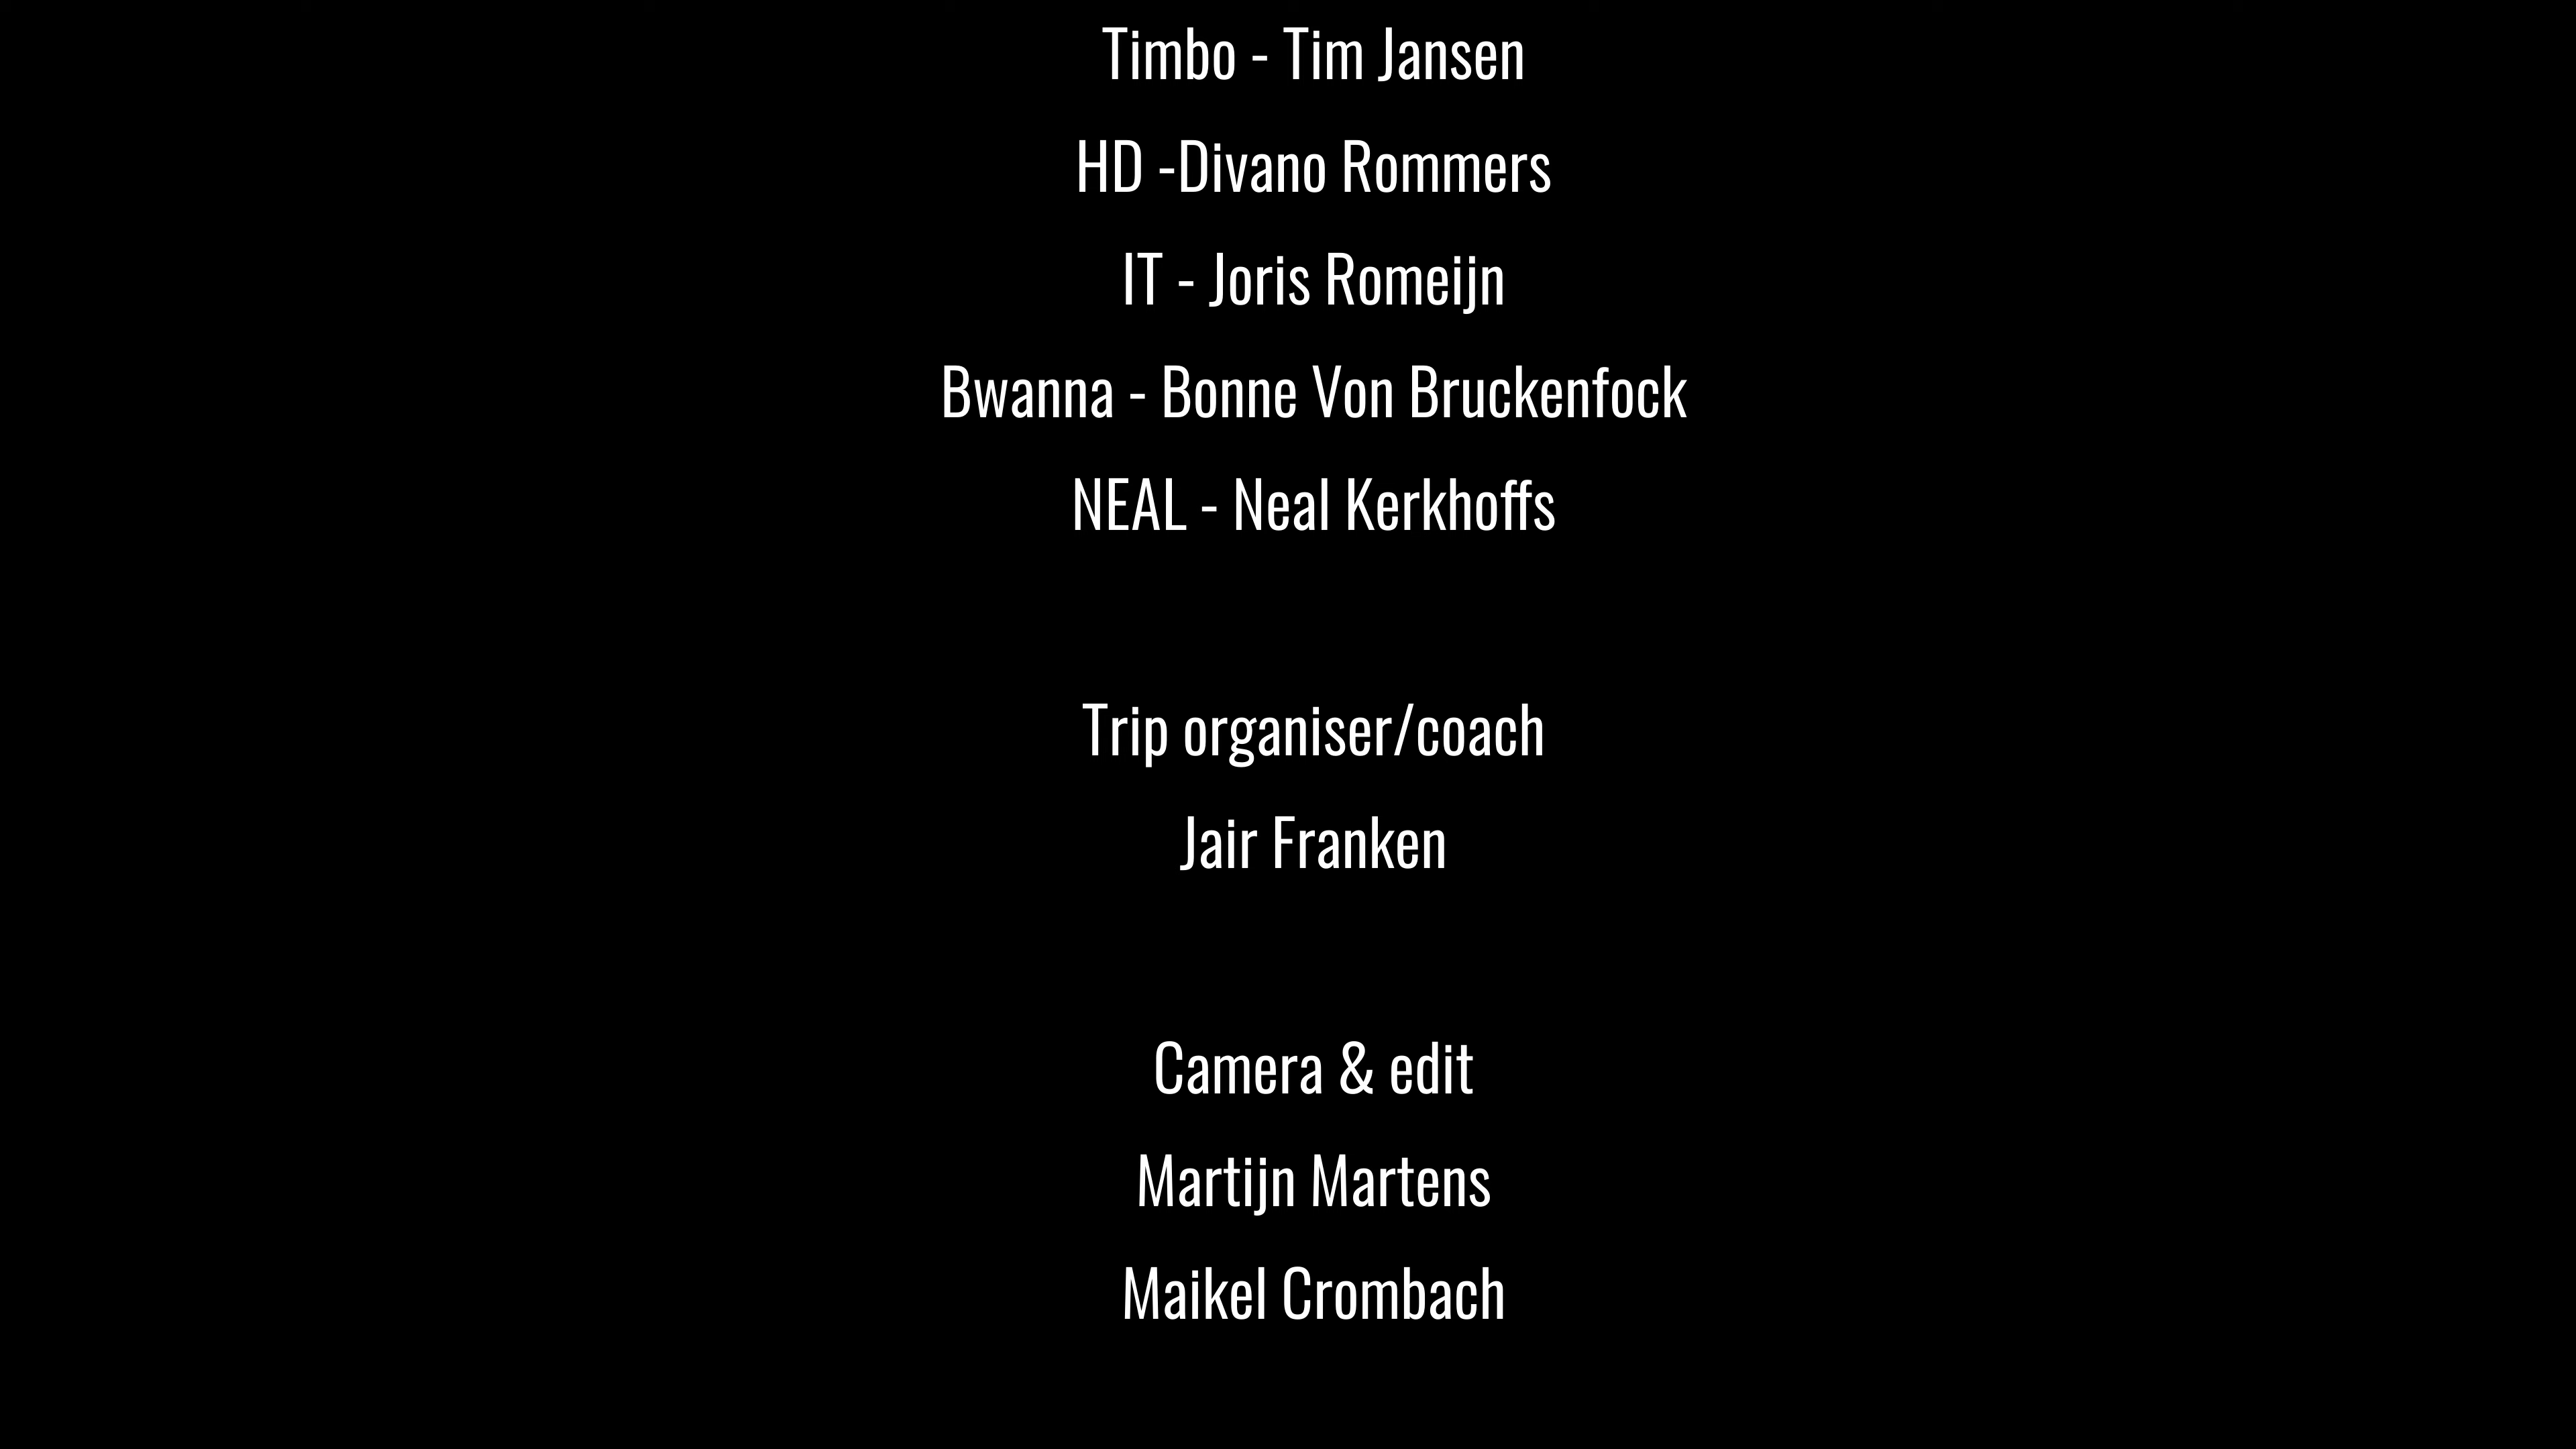 Timbo - Tim Jansen
HD -Divano Rommers
IT - Joris Romeijn
Bwanna - Bonne Von Bruckenfock
NEAL - Neal Kerkhoffs
Trip organiser/coach
Jair Franken
Camera & edit
Martijn Martens
Maikel Crombach